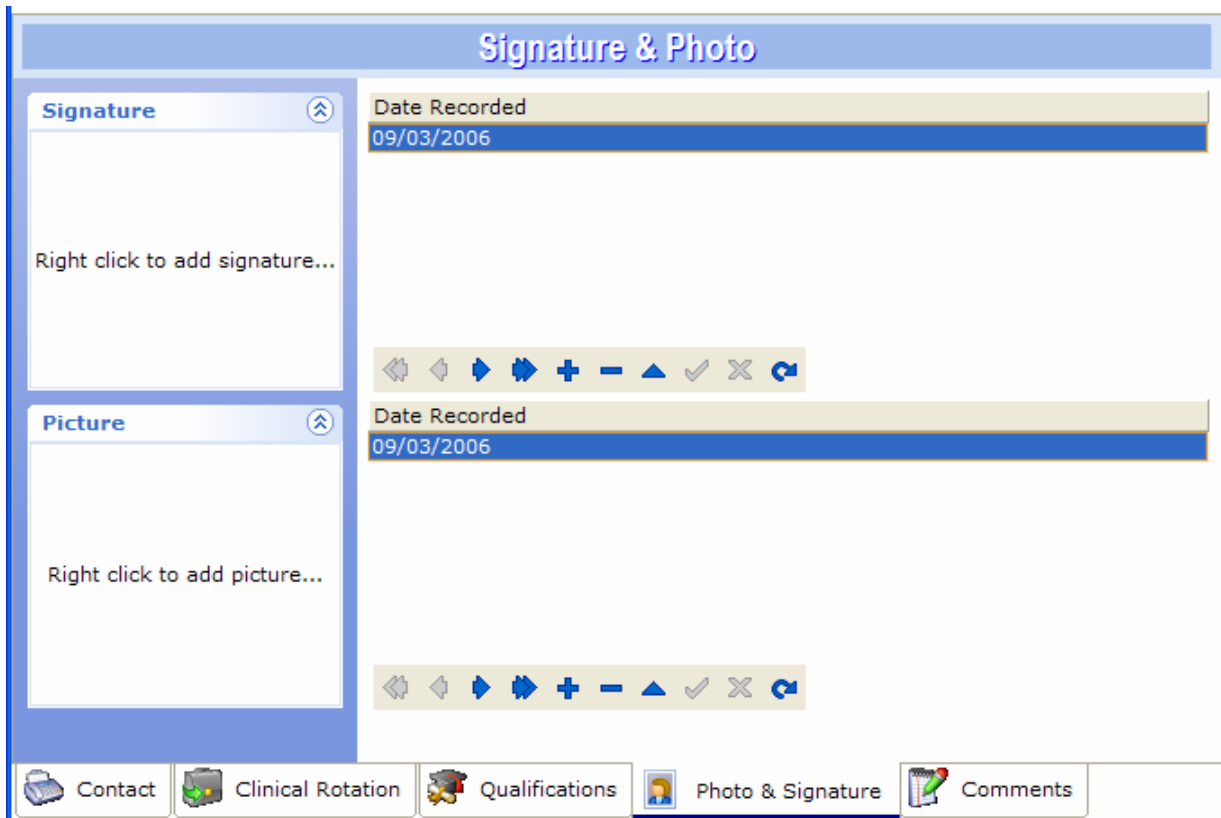 Signature & Photo
Signature
Right click to add signature...
Date Recorded
09/03/2006
Picture
Right click to add picture...
Date Recorded
09/03/2006
Contact
Clinical Rotation
Qualifications
Photo & Signature
Comments